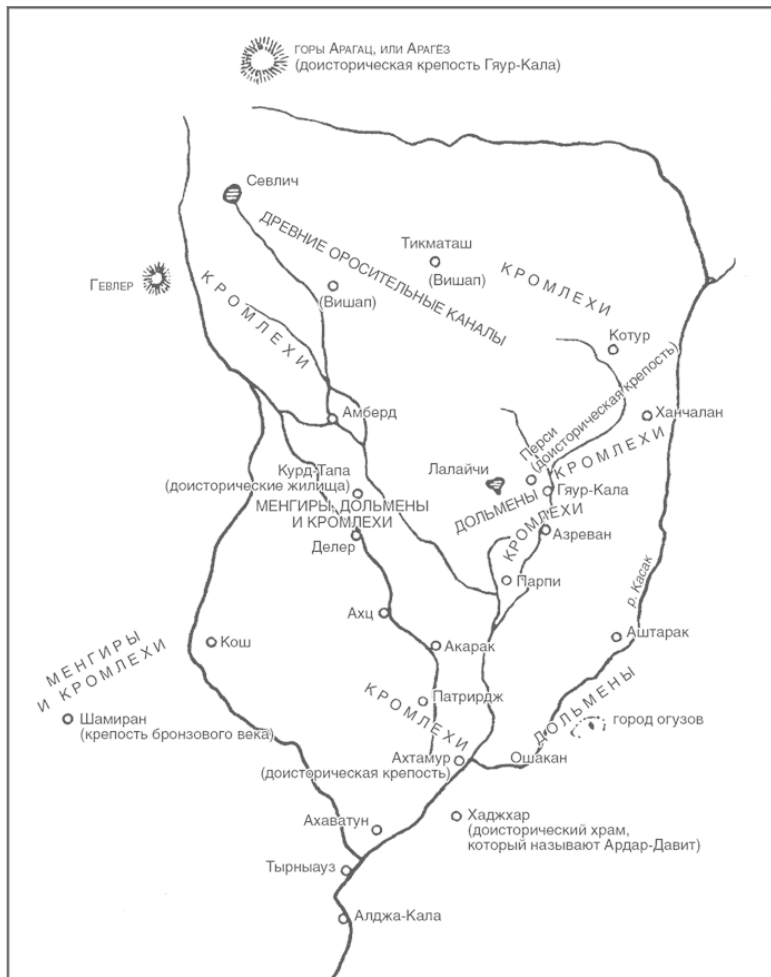 ГОРЫ АРАГАЦ, ИЛИ АРАГЁЗ
(доисторическая крепость Гяур-Кала)
Севлич
ДРЕВНИЕ ОРОСИТЕЛЬНЫЕ КАНАЛЫ
Тикматаш
(Вишап)
КРОМЛЕХИ
ГЕВЛЕР
КРОМЛЕХИ
(Вишап)
Котур
Амберд
Перси
(доисторическая крепость)
Ханчалан
КРОМЛЕХИ
Курд-Тапа
(доисторические жилища)
Лалайчи
ДОЛЬМЕНЫ
Гяур-Кала
МЕНГИРЫ, ДОЛЬМЕНЫ
И КРОМЛЕХИ
КРОМЛЕХИ
Азреван
Делер
Парпи
р. Касак
Ахц
Аштарак
Кош
Акарак
МЕНГИРЫ
И КРОМЛЕХИ
КРОМЛЕХИ
Патрирдж
ДОЛЬМЕНЫ
город огузов
Шамиран
(крепость бронзового века)
Ахтамур
(доисторическая крепость)
Ошакан
Ахаватун
Хаджхар
(доисторический храм,
который называют Ардар-Давит)
Тырныауз
Алджа-Кала